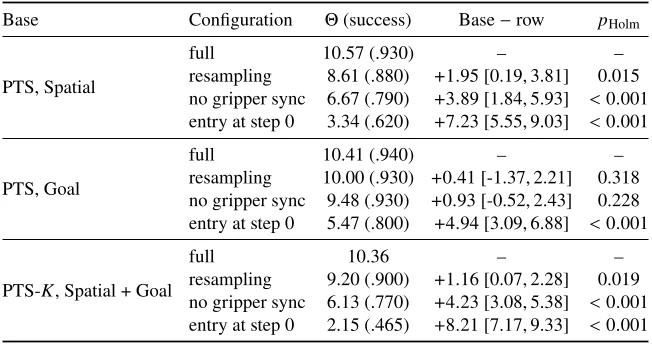 Base Configuration Θ (success) Base − row pHolm
PTS, Spatial
full 10.57 (.930) – –
resampling 8.61 (.880) +1.95 [0.19, 3.81] 0.015
no gripper sync 6.67 (.790) +3.89 [1.84, 5.93] < 0.001
entry at step 0 3.34 (.620) +7.23 [5.55, 9.03] < 0.001
PTS, Goal
full 10.41 (.940) – –
resampling 10.00 (.930) +0.41 [-1.37, 2.21] 0.318
no gripper sync 9.48 (.930) +0.93 [-0.52, 2.43] 0.228
entry at step 0 5.47 (.800) +4.94 [3.09, 6.88] < 0.001
PTS-K, Spatial + Goal
full 10.36 – –
resampling 9.20 (.900) +1.16 [0.07, 2.28] 0.019
no gripper sync 6.13 (.770) +4.23 [3.08, 5.38] < 0.001
entry at step 0 2.15 (.465) +8.21 [7.17, 9.33] < 0.001